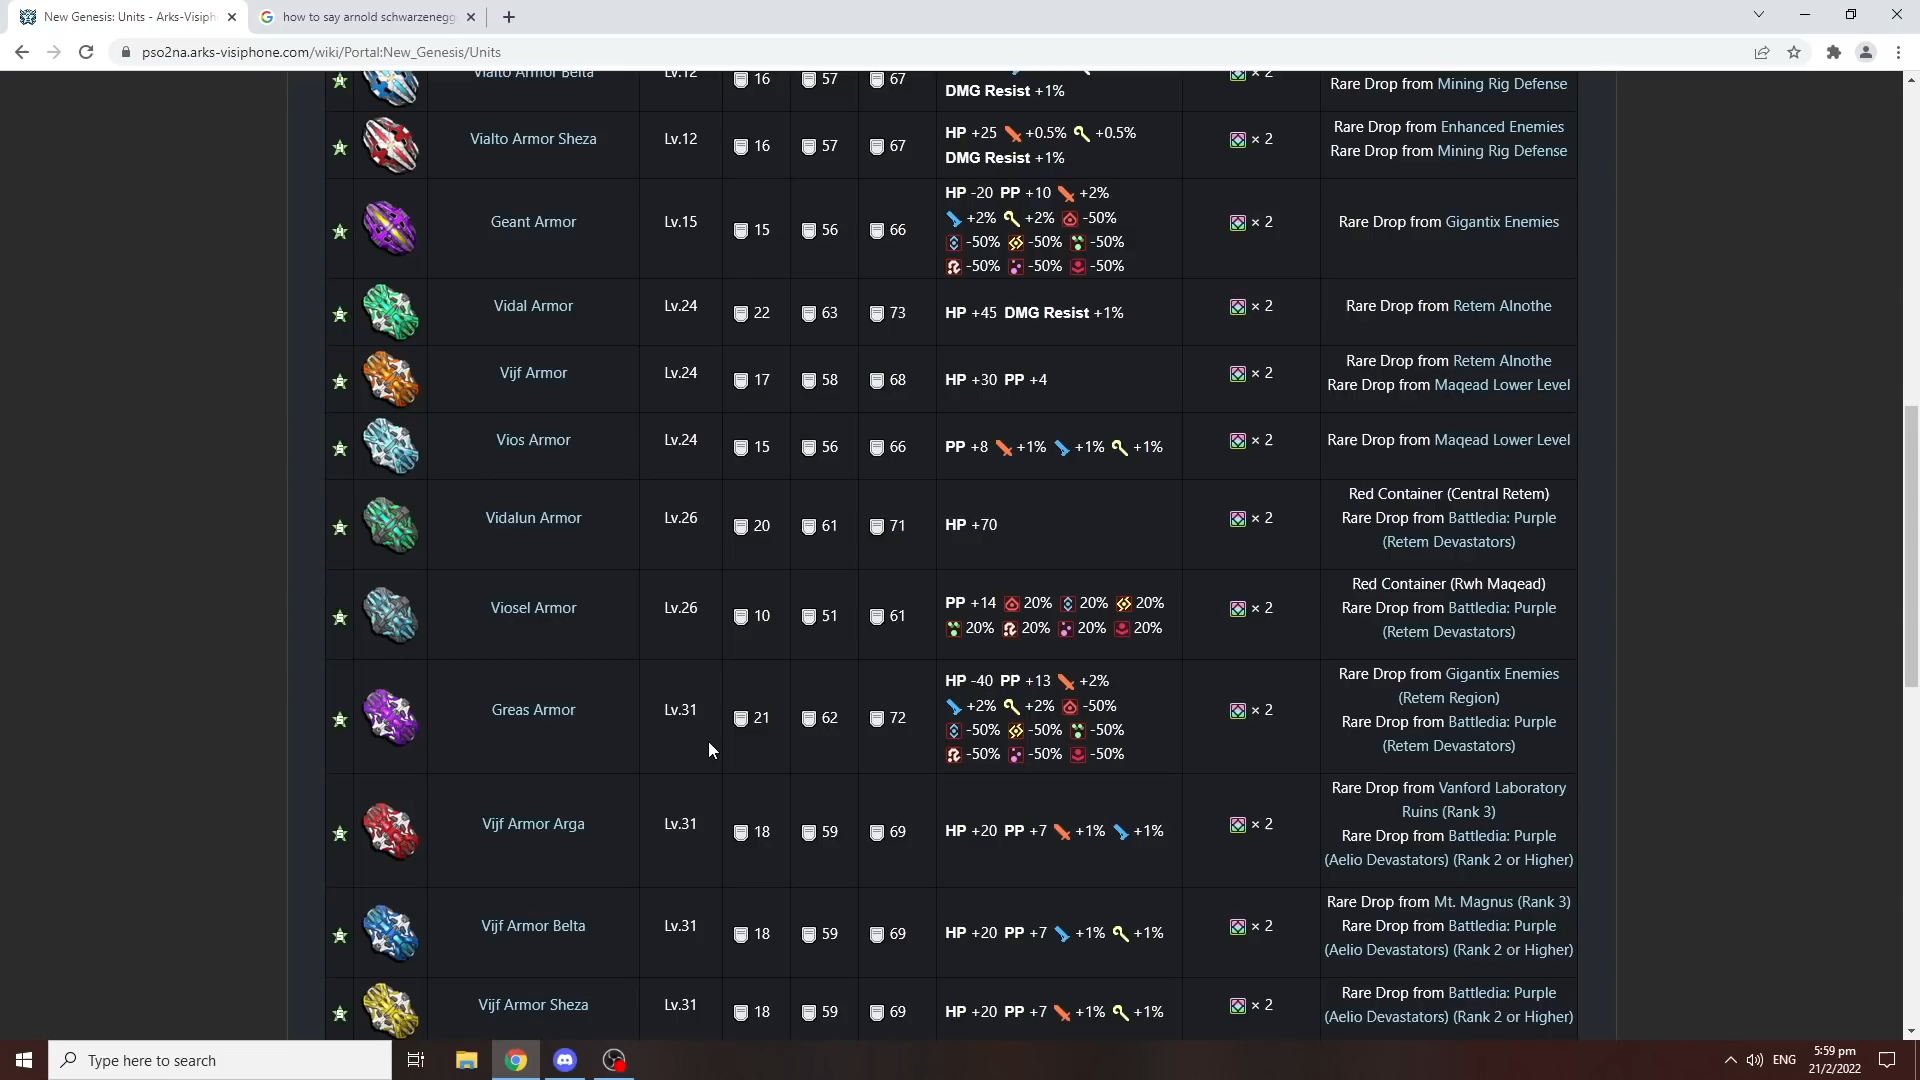 New Genesis: Units - Arks-Visiph
how to say arnold schwarzenegg
pso2na.arks-visiphone.com/wiki/Portal:New_Genesis/Units
Vialto Armor Belta Lv.12 16 57 67 × 2
DMG Resist +1% Rare Drop from Mining Rig Defense
Vialto Armor Sheza Lv.12 16 57 67 HP +25 +0.5% +0.5% × 2 Rare Drop from Enhanced Enemies
DMG Resist +1% Rare Drop from Mining Rig Defense
HP -20 PP +10 +2%
Geant Armor Lv.15 15 56 66 +2% +2% -50% × 2 Rare Drop from Gigantix Enemies
-50% -50% -50%
-50% -50% -50%
Vidal Armor Lv.24 22 63 73 HP +45 DMG Resist +1% × 2 Rare Drop from Retem Alnothe
Vijf Armor Lv.24 17 58 68 HP +30 PP +4 × 2 Rare Drop from Retem Alnothe
Rare Drop from Maqead Lower Level
Vios Armor Lv.24 15 56 66 PP +8 +1% +1% +1% × 2 Rare Drop from Maqead Lower Level
Red Container (Central Retem)
Vidalun Armor Lv.26 20 61 71 HP +70 × 2 Rare Drop from Battledia: Purple
(Retem Devastators)
Red Container (Rwh Maqead)
Viosel Armor Lv.26 10 51 61 PP +14 20% 20% 20% × 2 Rare Drop from Battledia: Purple
20% 20% 20% 20% (Retem Devastators)
HP -40 PP +13 +2% Rare Drop from Gigantix Enemies
Greas Armor Lv.31 21 62 72 +2% +2% -50% × 2 (Retem Region)
-50% -50% -50% Rare Drop from Battledia: Purple
-50% -50% -50% (Retem Devastators)
Rare Drop from Vanford Laboratory
Ruins (Rank 3)
Vijf Armor Arga Lv.31 18 59 69 HP +20 PP +7 +1% +1% × 2 Rare Drop from Battledia: Purple
(Aelio Devastators) (Rank 2 or Higher)
Rare Drop from Mt. Magnus (Rank 3)
Vijf Armor Belta Lv.31 18 59 69 HP +20 PP +7 +1% +1% × 2 Rare Drop from Battledia: Purple
(Aelio Devastators) (Rank 2 or Higher)
Vijf Armor Sheza Lv.31 18 59 69 HP +20 PP +7 +1% +1% × 2 Rare Drop from Battledia: Purple
(Aelio Devastators) (Rank 2 or Higher)
Type here to search
ENG
5:59 pm
21/2/2022